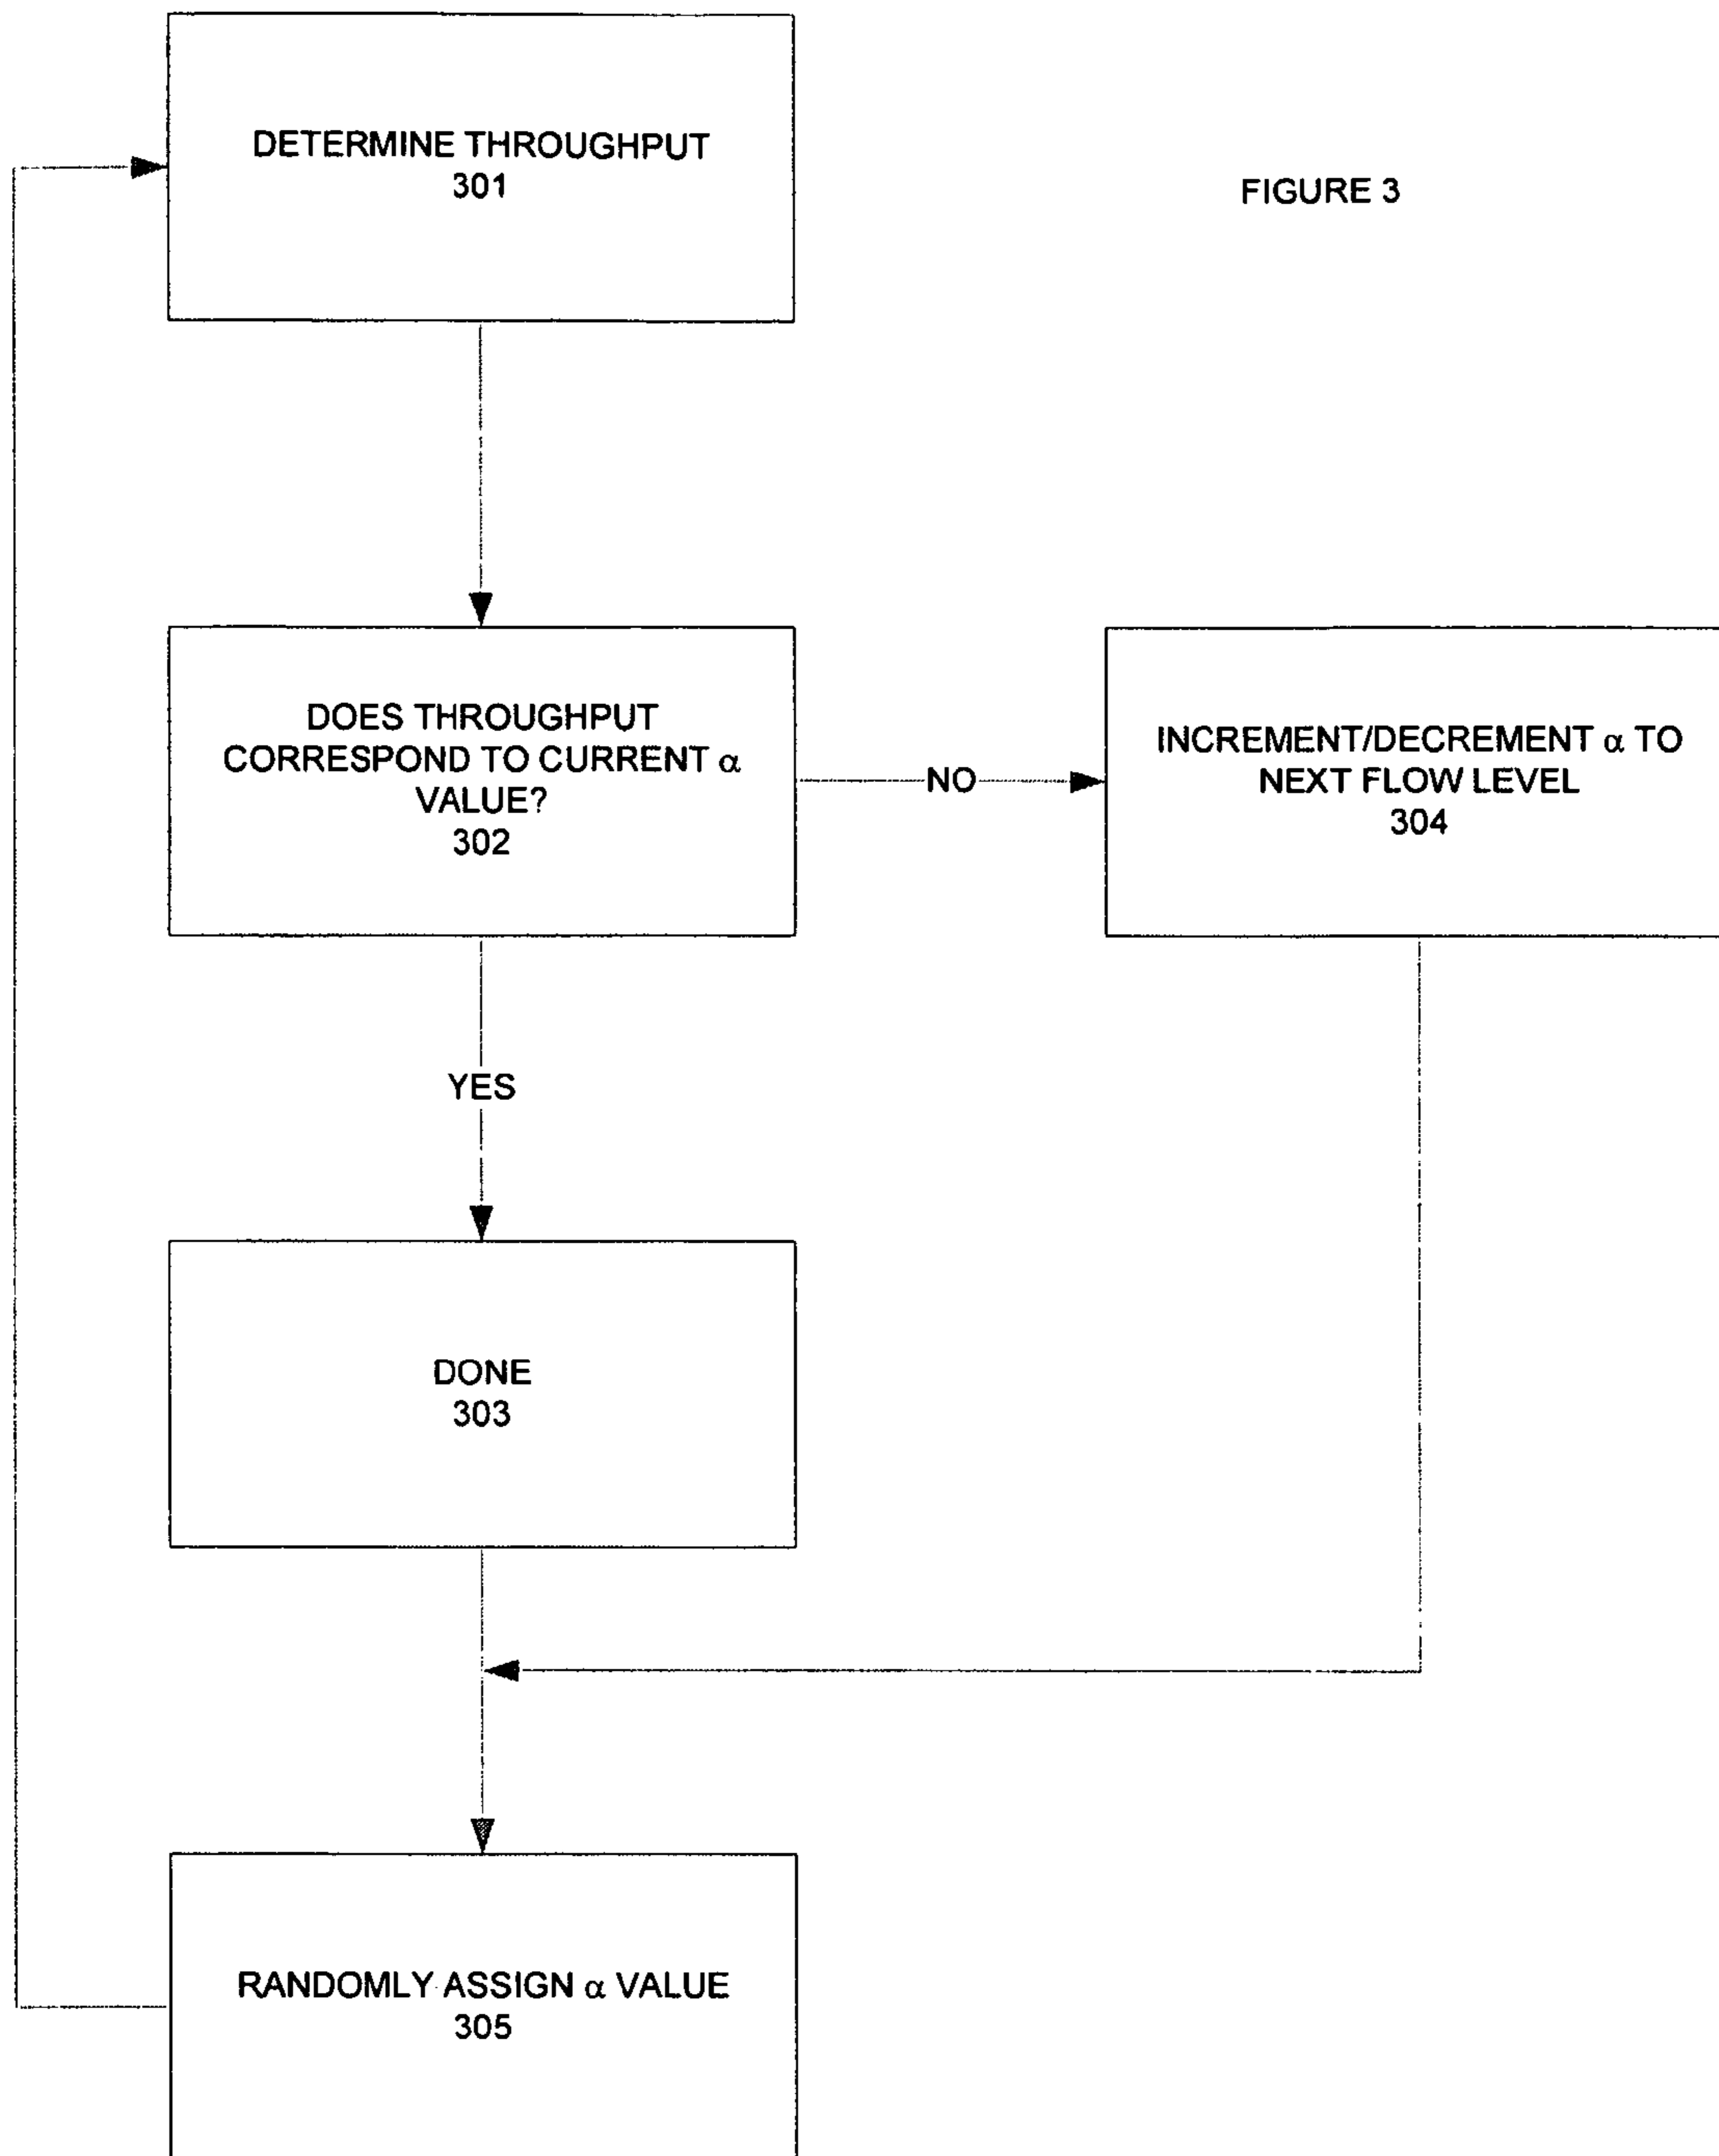 DETERMINE THROUGHPUT
301
FIGURE 3
DOES THROUGHPUT
CORRESPOND TO CURRENT α
VALUE?
302
NO
INCREMENT/DECREMENT α TO
NEXT FLOW LEVEL
304
YES
DONE
303
RANDOMLY ASSIGN α VALUE
305